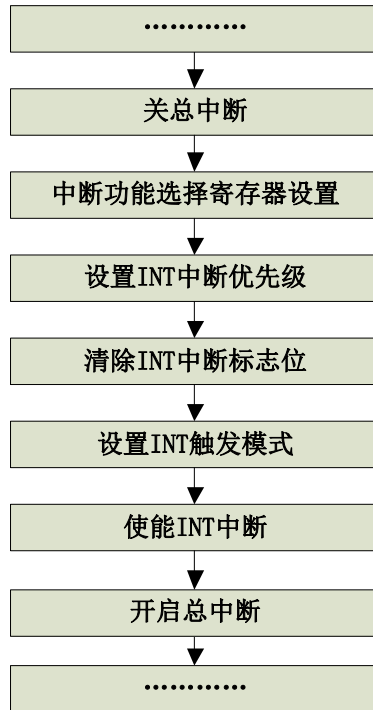 …………
关总中断
中断功能选择寄存器设置
设置INT中断优先级
清除INT中断标志位
设置INT触发模式
使能INT中断
开启总中断
…………